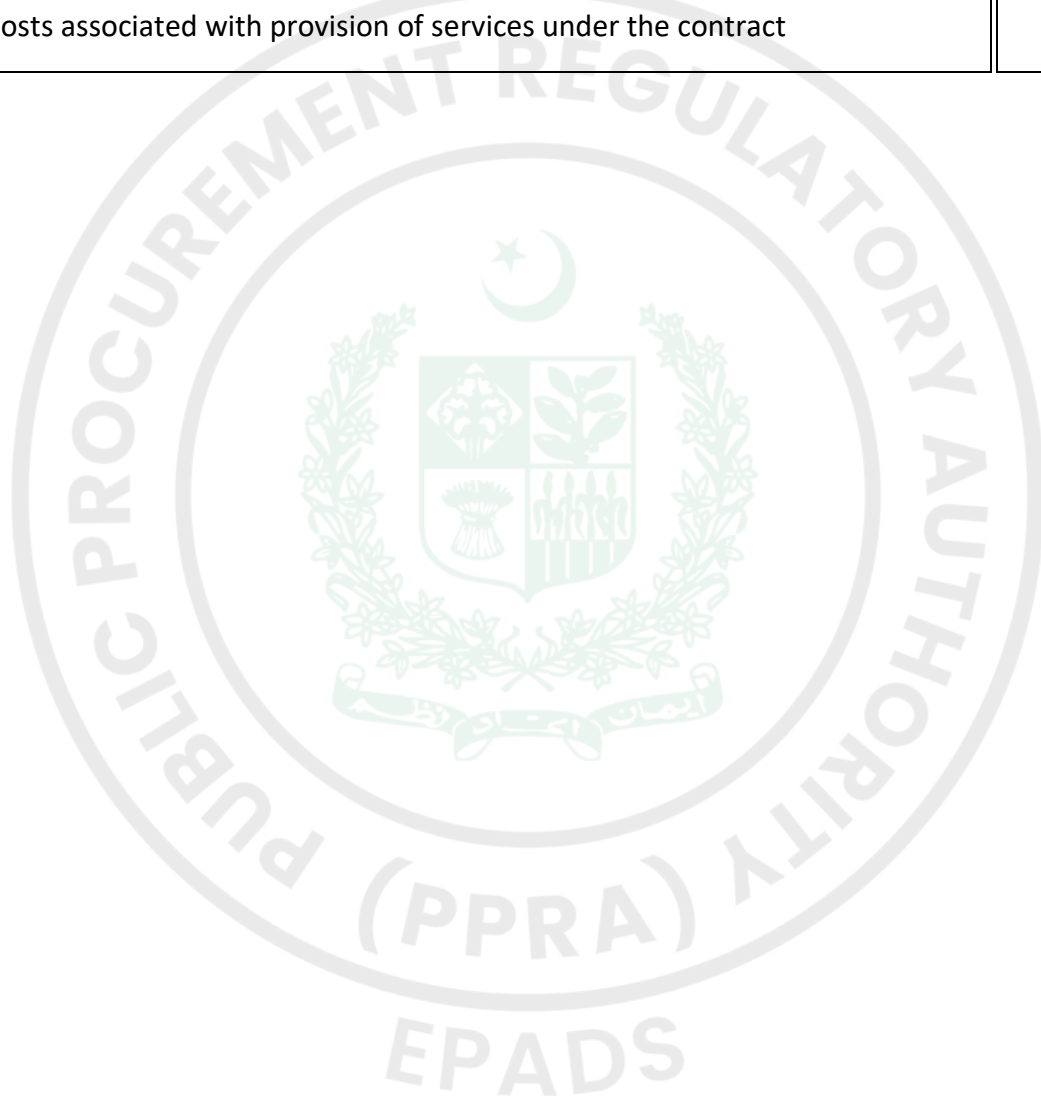 osts associated with provision of services under the contract
PUBLIC PROCUREMENT REGULATORY AUTHORITY
(PPRA)
EPADS